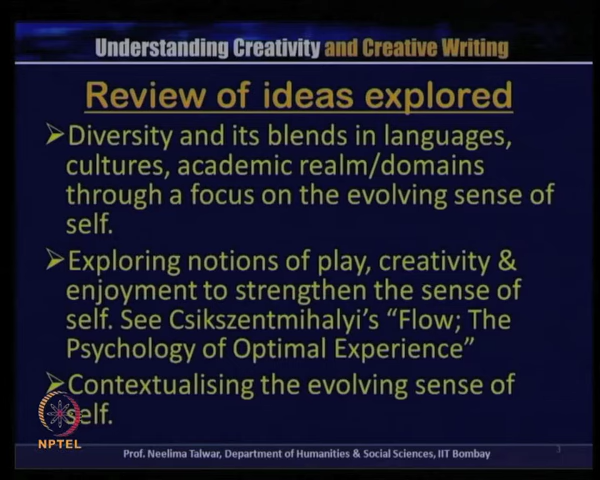 Understanding Creativity and Creative Writing
Review of ideas explored
➢Diversity and its blends in languages,
cultures, academic realm/domains
through a focus on the evolving sense of
self.
➢Exploring notions of play, creativity &
enjoyment to strengthen the sense of
self. See Csikszentmihalyi's "Flow; The
Psychology of Optimal Experience"
➢Contextualising the evolving sense of
self.
NPTEL
Prof. Neelima Talwar, Department of Humanities & Social Sciences, IIT Bombay
3